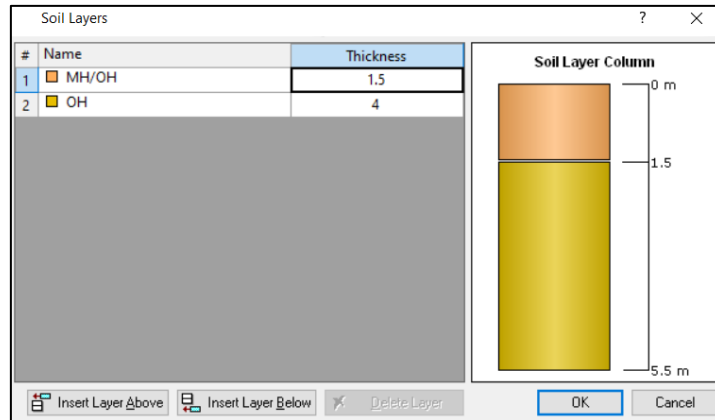 Soil Layers ? ×
# Name Thickness
1 MH/OH 1.5
2 OH 4
Soil Layer Column
0 m
1.5
5.5 m
Insert Layer Above Insert Layer Below Delete Layer OK Cancel